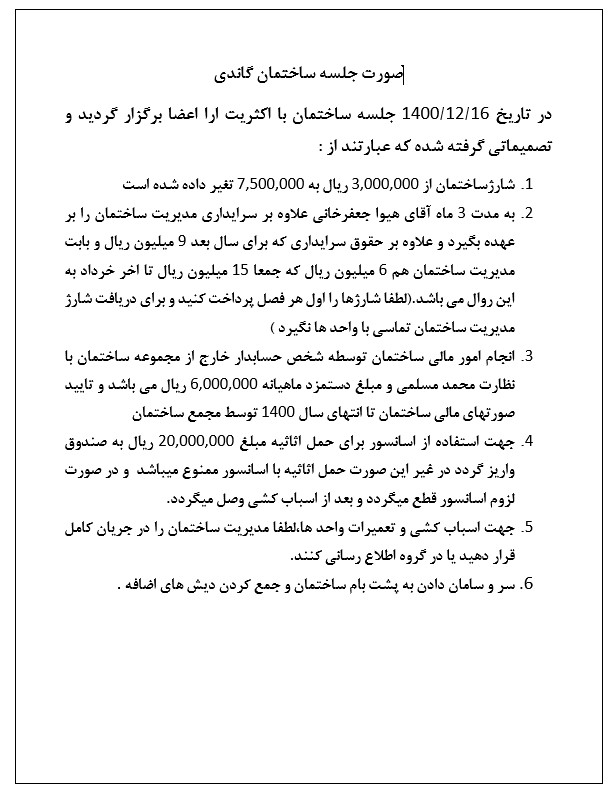 صورت جلسه ساختمان گاندی
در تاریخ 1400/12/16 جلسه ساختمان با اکثریت ارا اعضا برگزار گردید و
تصمیماتی گرفته شده که عبارتند از :
1. شارژساختمان از 3,000,000 ریال به 7,500,000 تغیر داده شده است
2. به مدت 3 ماه آقای هیوا جعفرخانی علاوه بر سرایداری مدیریت ساختمان را بر
عهده بگیرد و علاوه بر حقوق سرایداری که برای سال بعد 9 میلیون ریال و بابت
مدیریت ساختمان هم 6 میلیون ریال که جمعا 15 میلیون ریال تا اخر خرداد به
این روال می باشد.(لطفا شارژها را اول هر فصل پرداخت کنید و برای دریافت شارژ
مدیریت ساختمان تماسی با واحد ها نگیرد )
3. انجام امور مالی ساختمان توسطه شخص حسابدار خارج از مجموعه ساختمان با
نظارت محمد مسلمی و مبلغ دستمزد ماهیانه 6,000,000 ریال می باشد و تایید
صورتهای مالی ساختمان تا انتهای سال 1400 توسط مجمع ساختمان
4. جهت استفاده از اسانسور برای حمل اثاثیه مبلغ 20,000,000 ریال به صندوق
واریز گردد در غیر این صورت حمل اثاثیه با اسانسور ممنوع میباشد و در صورت
لزوم اسانسور قطع میگردد و بعد از اسباب کشی وصل میگردد.
5. جهت اسباب کشی و تعمیرات واحد ها،لطفا مدیریت ساختمان را در جریان کامل
قرار دهید یا در گروه اطلاع رسانی کنند.
6. سر و سامان دادن به پشت بام ساختمان و جمع کردن دیش های اضافه .